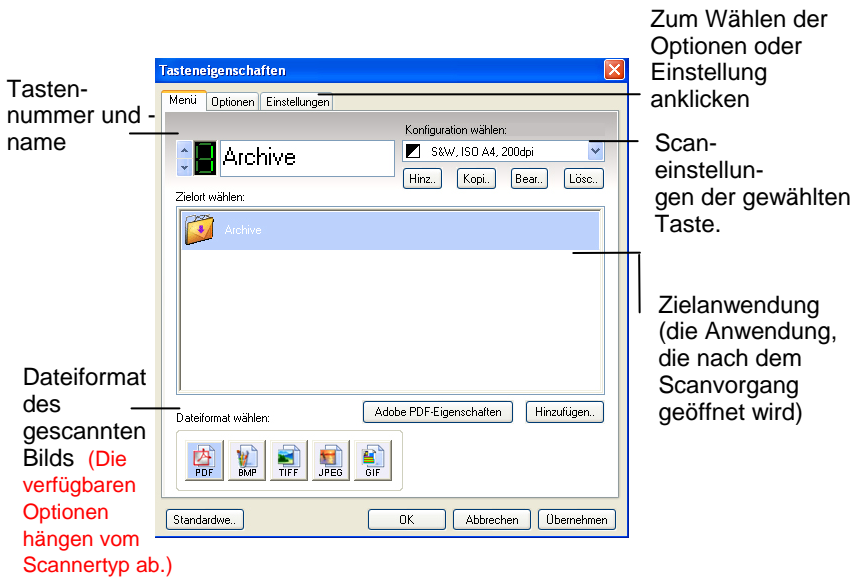 Zum Wählen der
Optionen oder
Einstellung
anklicken
Tasten-
nummer und -
name
Tasteneigenschaften
Menü Optionen Einstellungen
Konfiguration wählen:
Archive
S&W, ISO A4, 200dpi
Hinz.. Kopi.. Bear.. Lösc..
Scan-
einstellun-
gen der gewählten
Taste.
Zielort wählen:
Archive
Zielanwendung
(die Anwendung,
die nach dem
Scanvorgang
geöffnet wird)
Dateiformat
des
gescannten
Bilds (Die
verfügbaren
Optionen
hängen vom
Scannertyp ab.)
Adobe PDF-Eigenschaften Hinzufügen..
Dateiformat wählen:
PDF BMP TIFF JPEG GIF
Standardwe.. OK Abbrechen Übernehmen